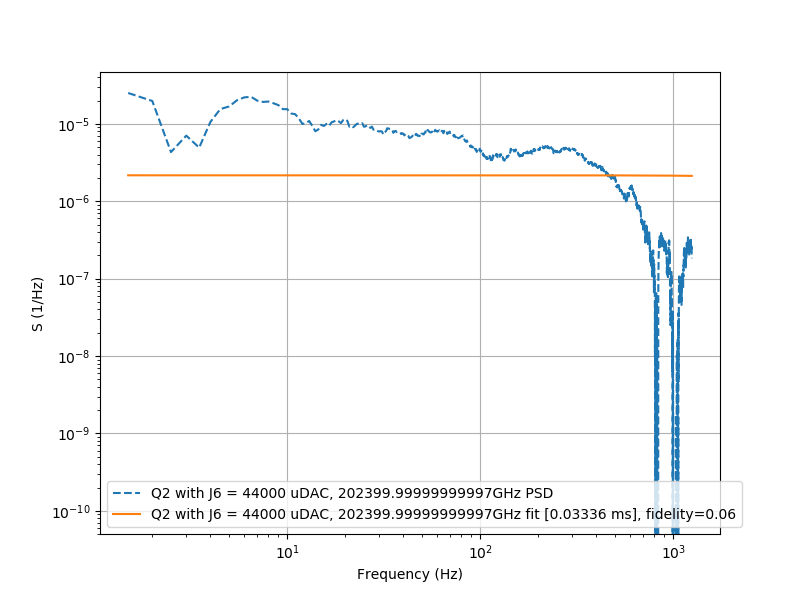 10⁻⁵
10⁻⁶
10⁻⁷
10⁻⁸
10⁻⁹
10⁻¹⁰
S (1/Hz)
Q2 with J6 = 44000 uDAC, 202399.99999999997GHz PSD
Q2 with J6 = 44000 uDAC, 202399.99999999997GHz fit [0.03336 ms], fidelity=0.06
10¹ 10² 10³
Frequency (Hz)